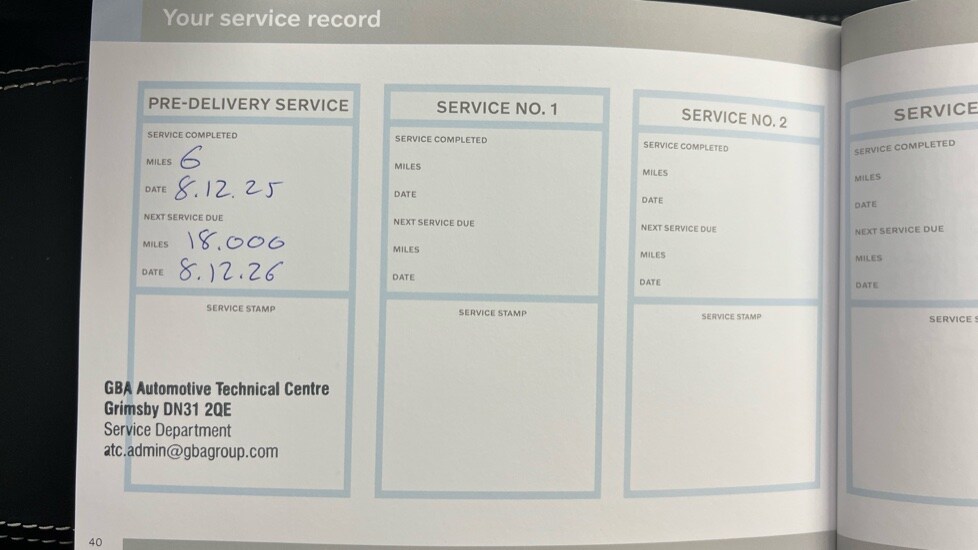 Your service record
PRE-DELIVERY SERVICE
SERVICE COMPLETED
MILES 6
DATE 8.12.25
NEXT SERVICE DUE
MILES 18.000
DATE 8.12.26
SERVICE STAMP
GBA Automotive Technical Centre
Grimsby DN31 2QE
Service Department
atc.admin@gbagroup.com
SERVICE NO. 1
SERVICE COMPLETED
MILES
DATE
NEXT SERVICE DUE
MILES
DATE
SERVICE STAMP
SERVICE NO. 2
SERVICE COMPLETED
MILES
DATE
NEXT SERVICE DUE
MILES
DATE
SERVICE STAMP
SERVICE
SERVICE COMPLETED
MILES
DATE
NEXT SERVICE DUE
MILES
DATE
SERVICE S
40